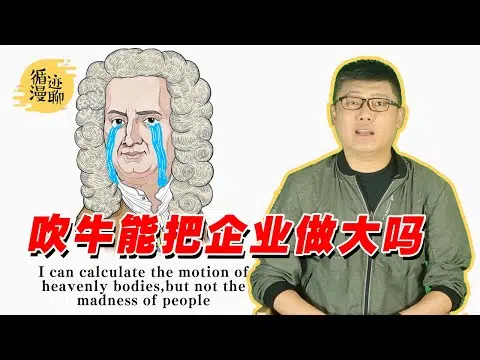 循迹
漫聊
吹牛能把企业做大吗
I can calculate the motion of
heavenly bodies,but not the
madness of people